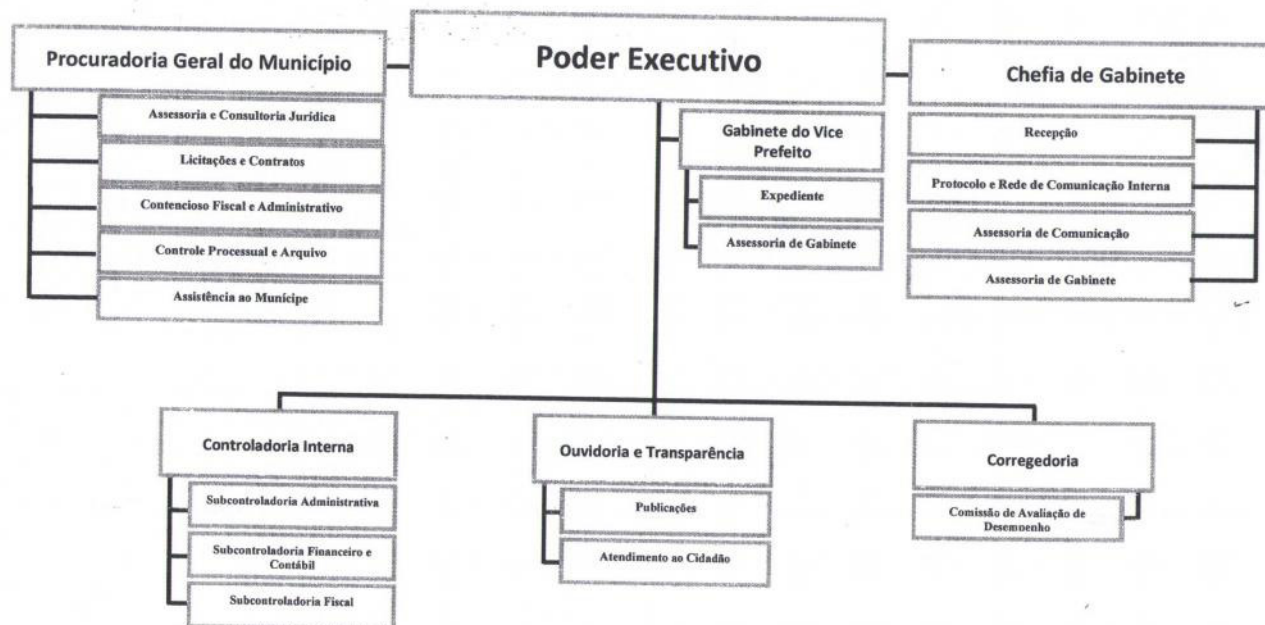 Procuradoria Geral do Município
Assessoria e Consultoria Jurídica
Licitações e Contratos
Contencioso Fiscal e Administrativo
Controle Processual e Arquivo
Assistência ao Munícipe
Poder Executivo
Gabinete do Vice
Prefeito
Expediente
Assessoria de Gabinete
Chefia de Gabinete
Recepção
Protocolo e Rede de Comunicação Interna
Assessoria de Comunicação
Assessoria de Gabinete
Controladoria Interna
Subcontroladoria Administrativa
Subcontroladoria Financeiro e
Contábil
Subcontroladoria Fiscal
Ouvidoria e Transparência
Publicações
Atendimento ao Cidadão
Corregedoria
Comissão de Avaliação de
Desempenho